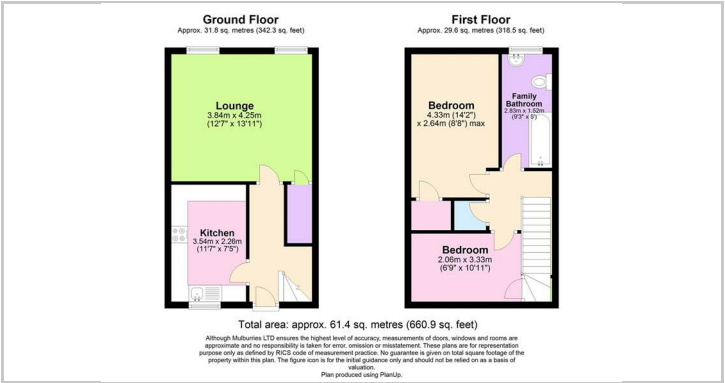 Ground Floor
Approx. 31.8 sq. metres (342.3 sq. feet)
Lounge
3.84m x 4.25m
(12'7" x 13'11")
Kitchen
3.54m x 2.26m
(11'7" x 7'5")
First Floor
Approx. 29.6 sq. metres (318.5 sq. feet)
Bedroom
4.33m (14'2")
x 2.64m (8'8") max
Family
Bathroom
2.83m x 1.52m
(9'3" x 5')
Bedroom
2.06m x 3.33m
(6'9" x 10'11")
Total area: approx. 61.4 sq. metres (660.9 sq. feet)
Although Mulburries LTD ensures the highest level of accuracy, measurements of doors, windows and rooms are
approximate and no responsibility is taken for error, omission or misstatement. These plans are for representation
purpose only as defined by RICS code of measurement practice. No guarantee is given on total square footage of the
property within this plan. The figure icon is for the initial guidance only and should not be relied on as a basis of
valuation.
Plan produced using PlanUp.